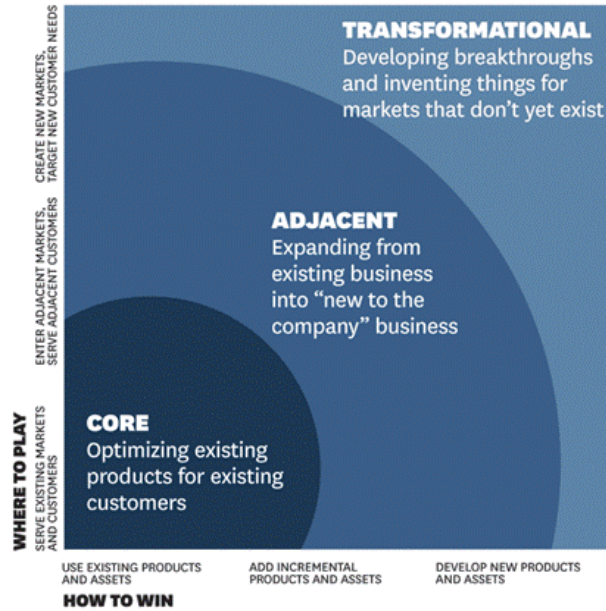 TRANSFORMATIONAL
Developing breakthroughs
and inventing things for
markets that don’t yet exist
ADJACENT
Expanding from
existing business
into “new to the
company” business
CORE
Optimizing existing
products for existing
customers
WHERE TO PLAY
CREATE NEW MARKETS,
TARGET NEW CUSTOMER NEEDS
ENTER ADJACENT MARKETS,
SERVE ADJACENT CUSTOMERS
SERVE EXISTING MARKETS
AND CUSTOMERS
USE EXISTING PRODUCTS
AND ASSETS
ADD INCREMENTAL
PRODUCTS AND ASSETS
DEVELOP NEW PRODUCTS
AND ASSETS
HOW TO WIN